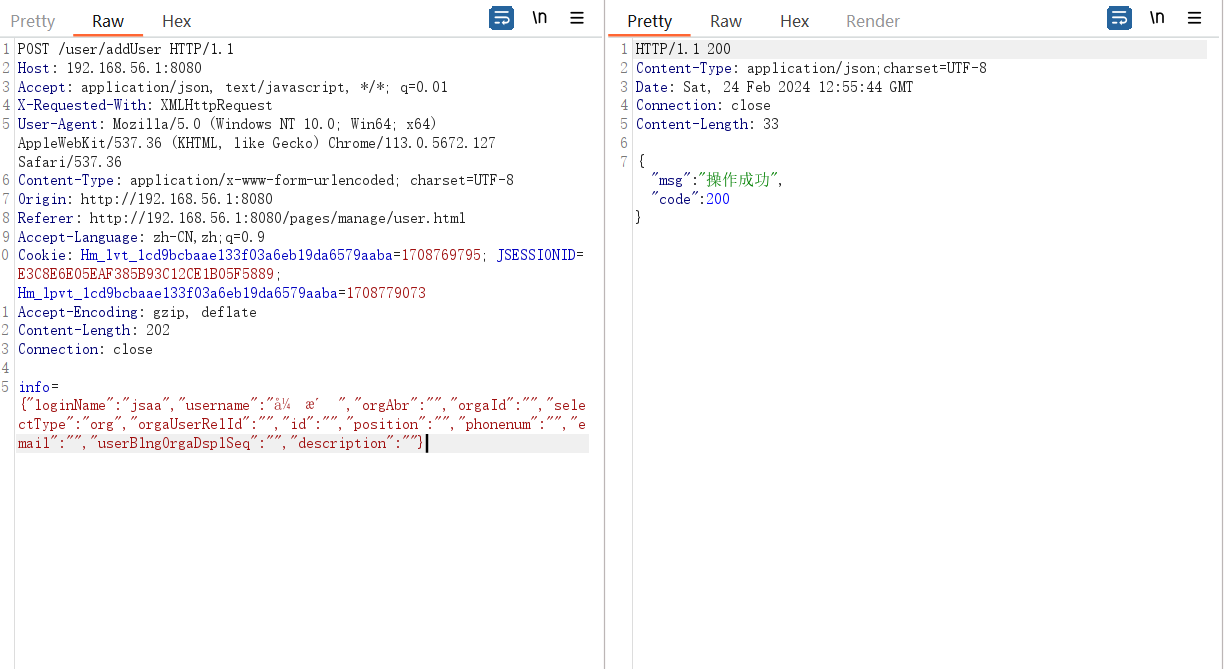 Pretty Raw Hex \n
1 POST /user/addUser HTTP/1.1
2 Host: 192.168.56.1:8080
3 Accept: application/json, text/javascript, */*; q=0.01
4 X-Requested-With: XMLHttpRequest
5 User-Agent: Mozilla/5.0 (Windows NT 10.0; Win64; x64)
AppleWebKit/537.36 (KHTML, like Gecko) Chrome/113.0.5672.127
Safari/537.36
6 Content-Type: application/x-www-form-urlencoded; charset=UTF-8
7 Origin: http://192.168.56.1:8080
8 Referer: http://192.168.56.1:8080/pages/manage/user.html
9 Accept-Language: zh-CN,zh;q=0.9
0 Cookie: Hm_lvt_1cd9bcbaae133f03a6eb19da6579aaba=1708769795; JSESSIONID=
E3C8E6E05EAF385B93C12CE1B05F5889;
Hm_lpvt_1cd9bcbaae133f03a6eb19da6579aaba=1708779073
1 Accept-Encoding: gzip, deflate
2 Content-Length: 202
3 Connection: close
4
5 info=
{"loginName":"jsaa","username":"å¼ æ´ ","orgAbr":"","orgaId":"","sele
ctType":"org","orgaUserRelId":"","id":"","position":"","phonenum":"","e
mail":"","userBlngOrgaDsplSeq":"","description":""}
Pretty Raw Hex Render \n
1 HTTP/1.1 200
2 Content-Type: application/json;charset=UTF-8
3 Date: Sat, 24 Feb 2024 12:55:44 GMT
4 Connection: close
5 Content-Length: 33
6
7 {
"msg":"操作成功",
"code":200
}